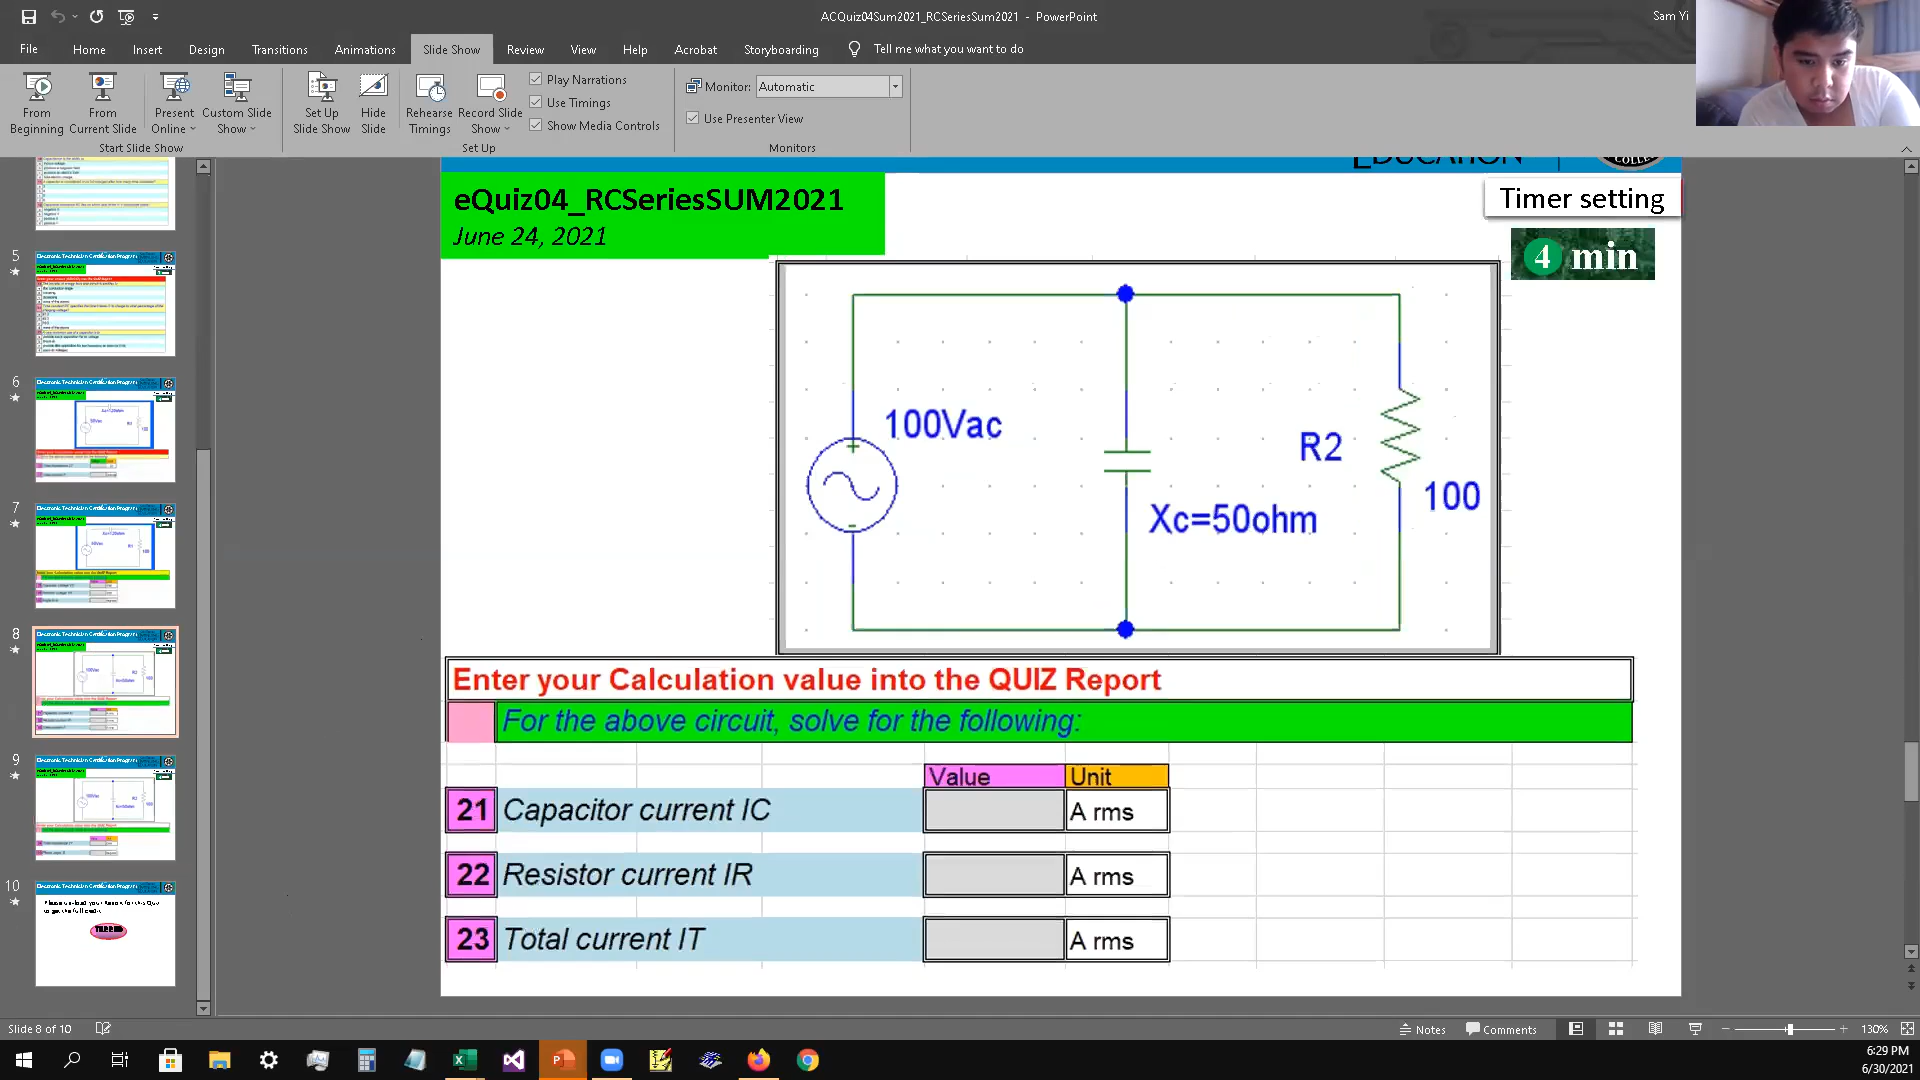 ACQuiz04Sum2021_RCSeriesSum2021 - PowerPoint
Sam Yi
File Home Insert Design Transitions Animations Slide Show Review View Help Acrobat Storyboarding Tell me what you want to do
From Beginning
From Current Slide
Present Online
Custom Slide Show
Set Up Slide Show
Hide Slide
Rehearse Timings
Record Slide Show
Play Narrations
Use Timings
Show Media Controls
Monitor: Automatic
Use Presenter View
Start Slide Show
Set Up
Monitors
5
6
7
8
9
10
eQuiz04_RCSeriesSUM2021
June 24, 2021
Timer setting
4 min
100Vac
R2
100
Xc=50ohm
Enter your Calculation value into the QUIZ Report
For the above circuit, solve for the following:
Value Unit
21 Capacitor current IC A rms
22 Resistor current IR A rms
23 Total current IT A rms
Slide 8 of 10
Notes
Comments
130%
6:29 PM
6/30/2021